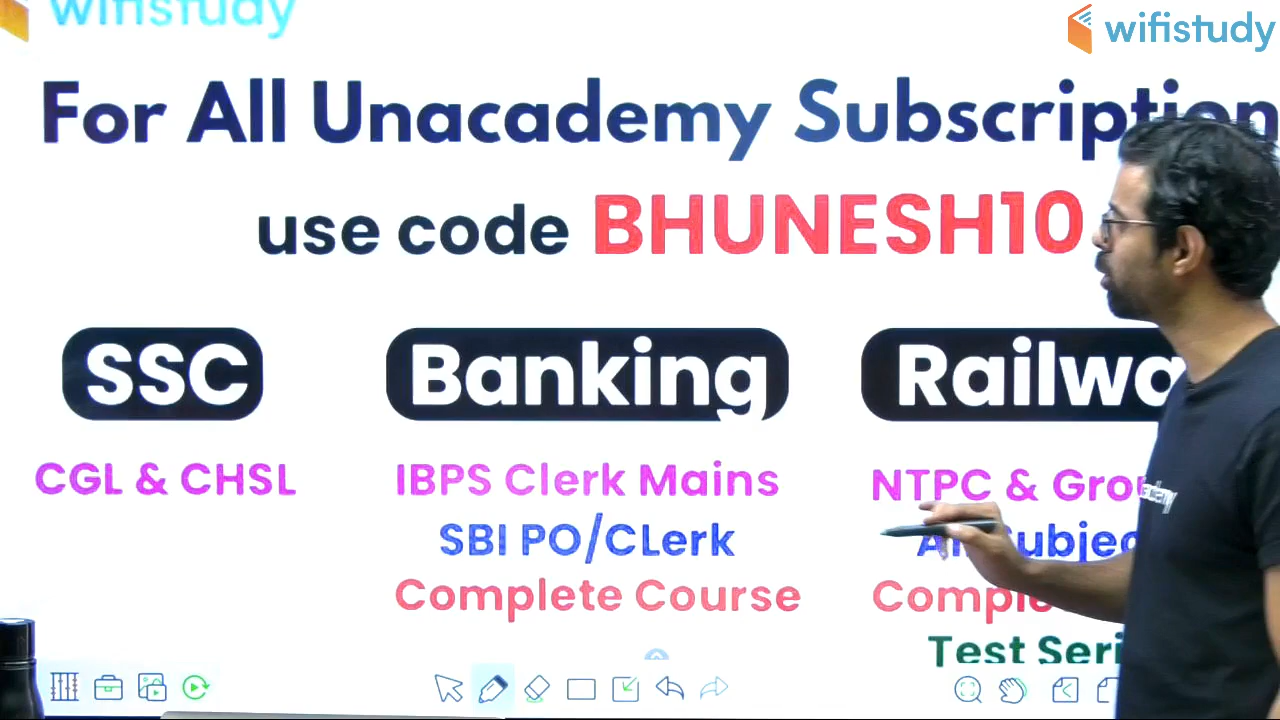 wifistudy
wifistudy
For All Unacademy Subscription
use code BHUNESH10
SSC
Banking
CGL & CHSL
IBPS Clerk Mains
NTPC &
SBI PO/CLerk
Complete Course
Test